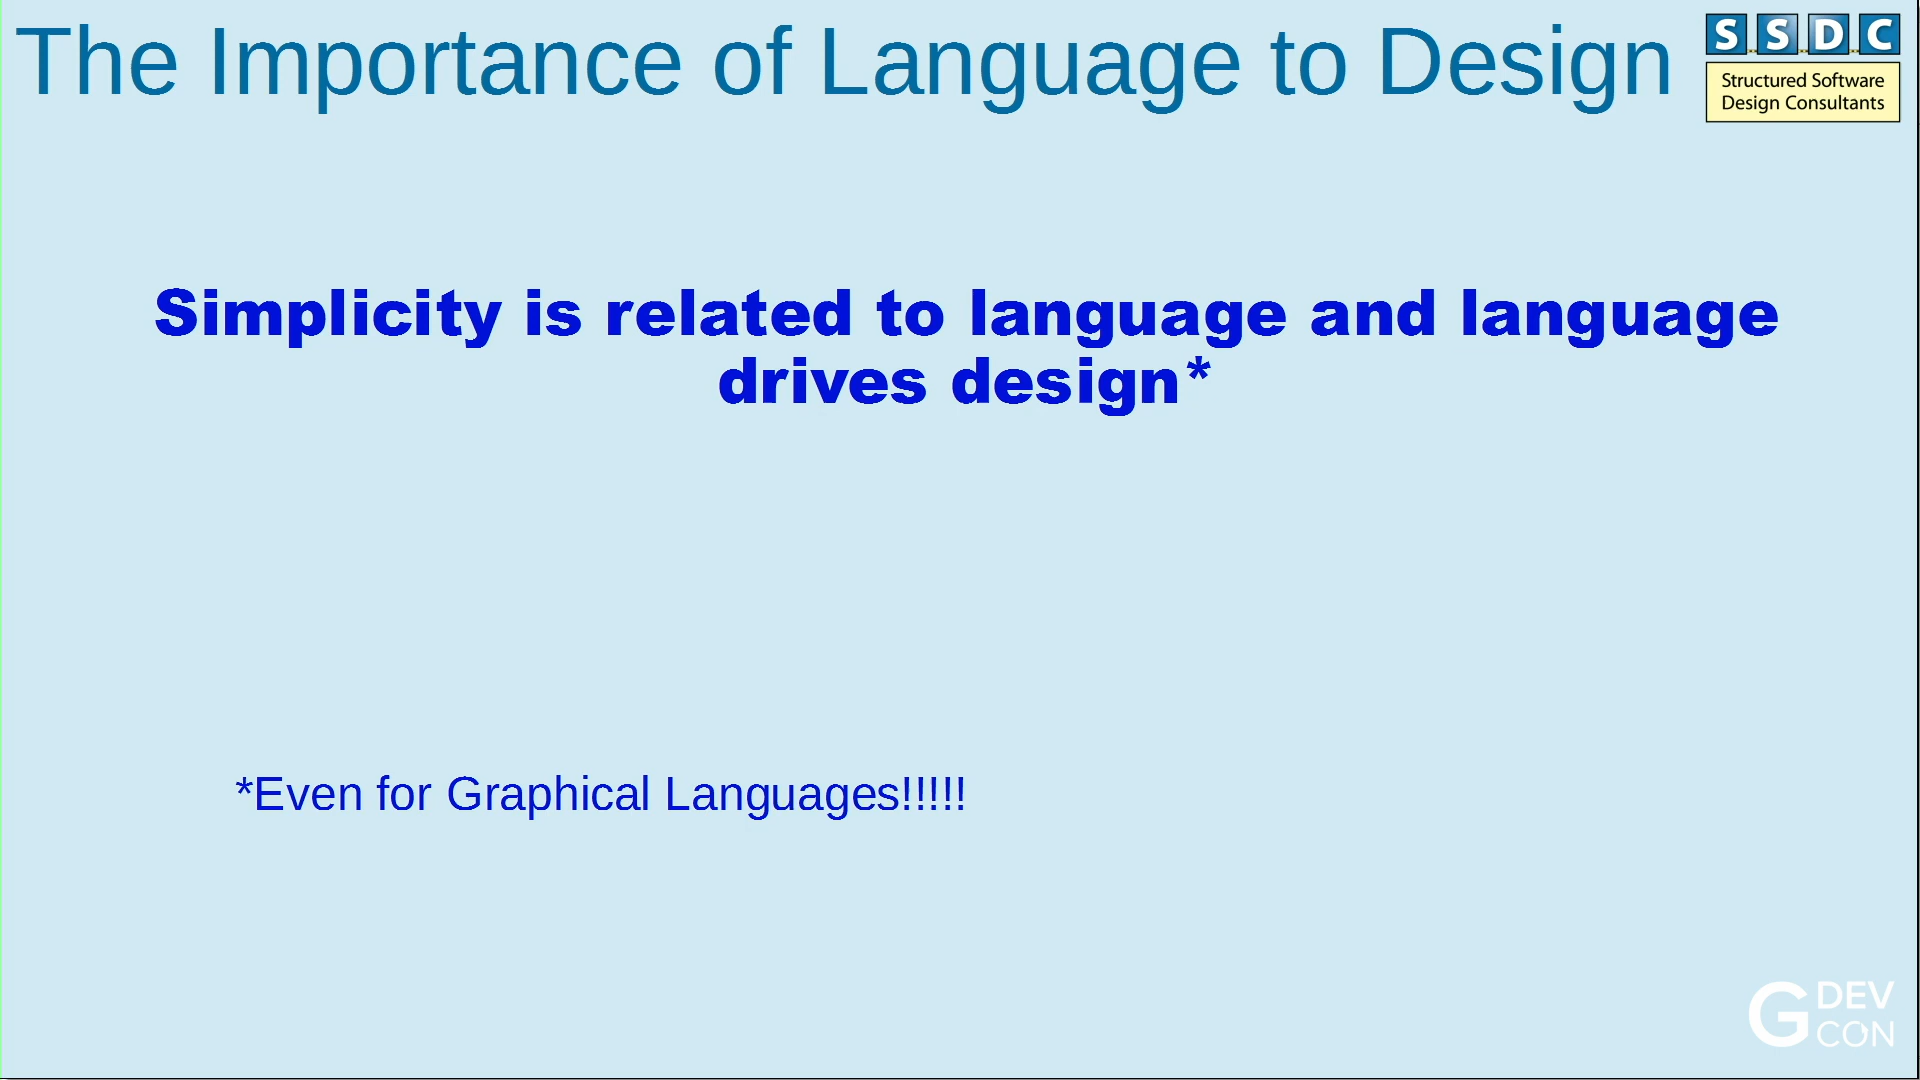 The Importance of Language to Design
S.S.D.C
Structured Software
Design Consultants
Simplicity is related to language and language
drives design*
*Even for Graphical Languages!!!!!
G DEV
CON